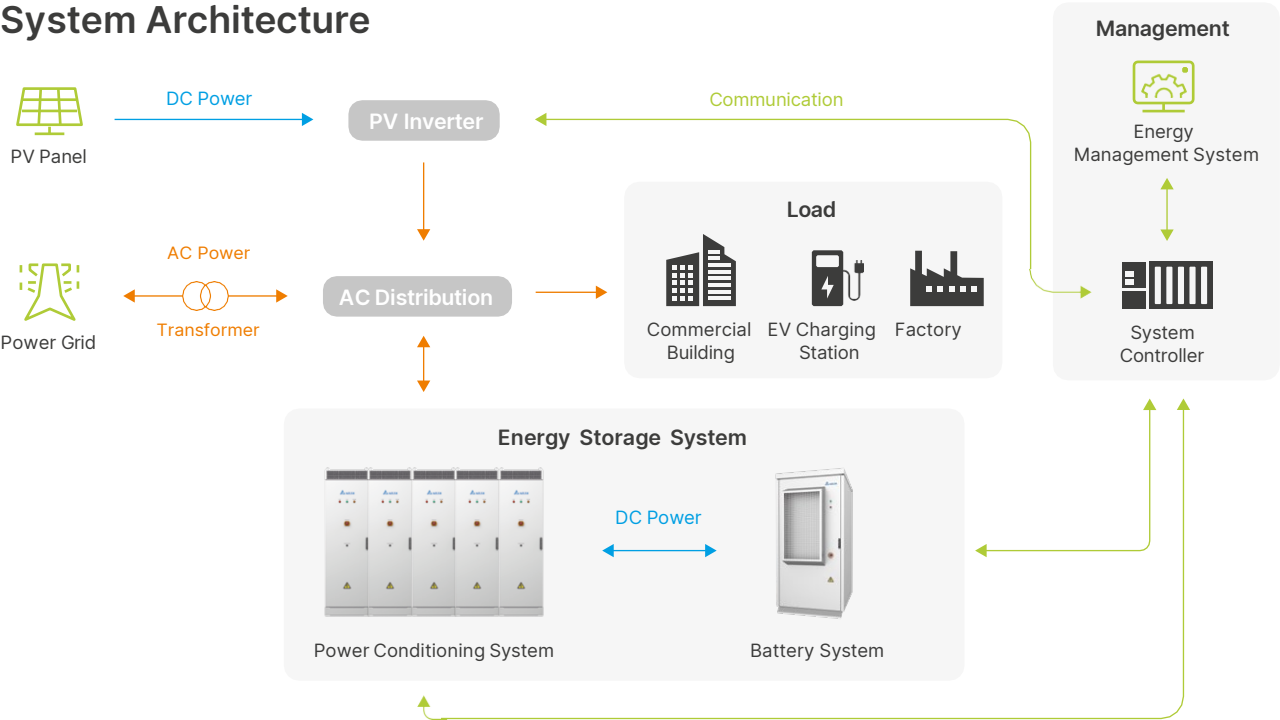 System Architecture
Management
DC Power
PV Inverter
Communication
PV Panel
Energy
Management System
Load
AC Power
AC Distribution
Transformer
Power Grid
Commercial
Building
EV Charging
Station
Factory
System
Controller
Energy Storage System
DC Power
Power Conditioning System
Battery System